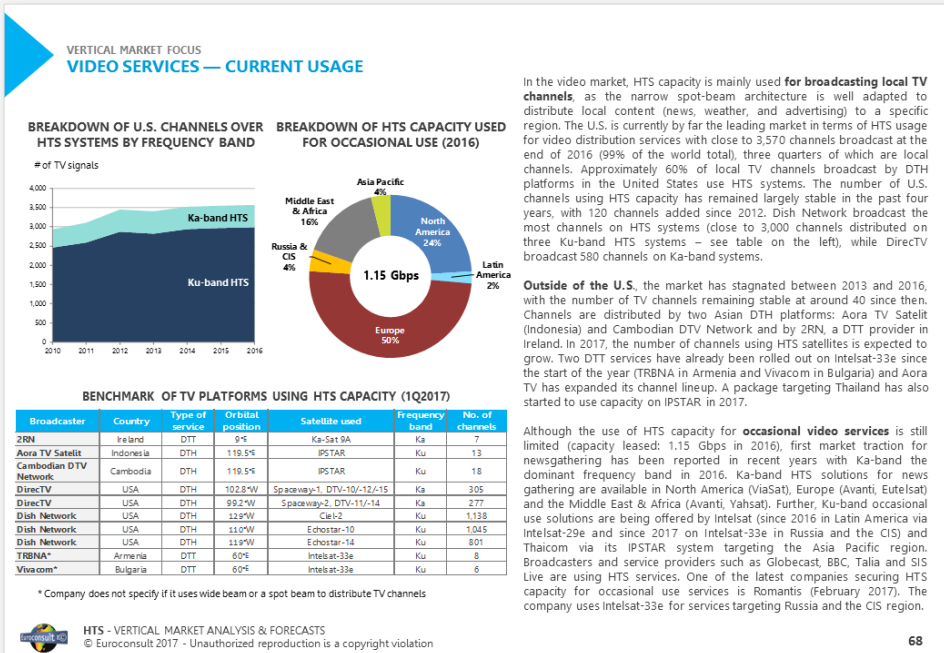 VERTICAL MARKET FOCUS
VIDEO SERVICES — CURRENT USAGE
BREAKDOWN OF U.S. CHANNELS OVER
HTS SYSTEMS BY FREQUENCY BAND
# of TV signals
4,000
3,500
3,000
2,500
2,000
1,500
1,000
500
0
2010 2011 2012 2013 2014 2015 2016
Ka-band HTS
Ku-band HTS
BREAKDOWN OF HTS CAPACITY USED
FOR OCCASIONAL USE (2016)
Asia Pacific
4%
Middle East
& Africa
16%
North
America
24%
Russia &
CIS
4%
1.15 Gbps
Latin
America
2%
Europe
50%
BENCHMARK OF TV PLATFORMS USING HTS CAPACITY (1Q2017)
Broadcaster Country Type of service Orbital position Satellite used Frequency band No. of channels
2RN Ireland DTT 9°E Ka-Sat 9A Ka 7
Aora TV Satelit Indonesia DTH 119.5°E IPSTAR Ku 13
Cambodian DTV Network Cambodia DTH 119.5°E IPSTAR Ku 18
DirecTV USA DTH 102.8°W Spaceway-1, DTV-10/-12/-15 Ka 305
DirecTV USA DTH 99.2°W Spaceway-2, DTV-11/-14 Ka 277
Dish Network USA DTH 129°W Ciel-2 Ku 1,138
Dish Network USA DTH 110°W Echostar-10 Ku 1,045
Dish Network USA DTH 119°W Echostar-14 Ku 801
TRBNA* Armenia DTT 60°E Intelsat-33e Ku 8
Vivacom* Bulgaria DTT 60°E Intelsat-33e Ku 6
* Company does not specify if it uses wide beam or a spot beam to distribute TV channels
In the video market, HTS capacity is mainly used for broadcasting local TV
channels, as the narrow spot-beam architecture is well adapted to
distribute local content (news, weather, and advertising) to a specific
region. The U.S. is currently by far the leading market in terms of HTS usage
for video distribution services with close to 3,570 channels broadcast at the
end of 2016 (99% of the world total), three quarters of which are local
channels. Approximately 60% of local TV channels broadcast by DTH
platforms in the United States use HTS systems. The number of U.S.
channels using HTS capacity has remained largely stable in the past four
years, with 120 channels added since 2012. Dish Network broadcast the
most channels on HTS systems (close to 3,000 channels distributed on
three Ku-band HTS systems – see table on the left), while DirecTV
broadcast 580 channels on Ka-band systems.
Outside of the U.S., the market has stagnated between 2013 and 2016,
with the number of TV channels remaining stable at around 40 since then.
Channels are distributed by two Asian DTH platforms: Aora TV Satelit
(Indonesia) and Cambodian DTV Network and by 2RN, a DTT provider in
Ireland. In 2017, the number of channels using HTS satellites is expected to
grow. Two DTT services have already been rolled out on Intelsat-33e since
the start of the year (TRBNA in Armenia and Vivacom in Bulgaria) and Aora
TV has expanded its channel lineup. A package targeting Thailand has also
started to use capacity on IPSTAR in 2017.
Although the use of HTS capacity for occasional video services is still
limited (capacity leased: 1.15 Gbps in 2016), first market traction for
newsgathering has been reported in recent years with Ka-band the
dominant frequency band in 2016. Ka-band HTS solutions for news
gathering are available in North America (ViaSat), Europe (Avanti, Eutelsat)
and the Middle East & Africa (Avanti, Yahsat). Further, Ku-band occasional
use solutions are being offered by Intelsat (since 2016 in Latin America via
Intelsat-29e and since 2017 on Intelsat-33e in Russia and the CIS) and
Thaicom via its IPSTAR system targeting the Asia Pacific region.
Broadcasters and service providers such as Globecast, BBC, Talia and SIS
Live are using HTS services. One of the latest companies securing HTS
capacity for occasional use services is Romantis (February 2017). The
company uses Intelsat-33e for services targeting Russia and the CIS region.
euroconsult
HTS - VERTICAL MARKET ANALYSIS & FORECASTS
© Euroconsult 2017 - Unauthorized reproduction is a copyright violation
68